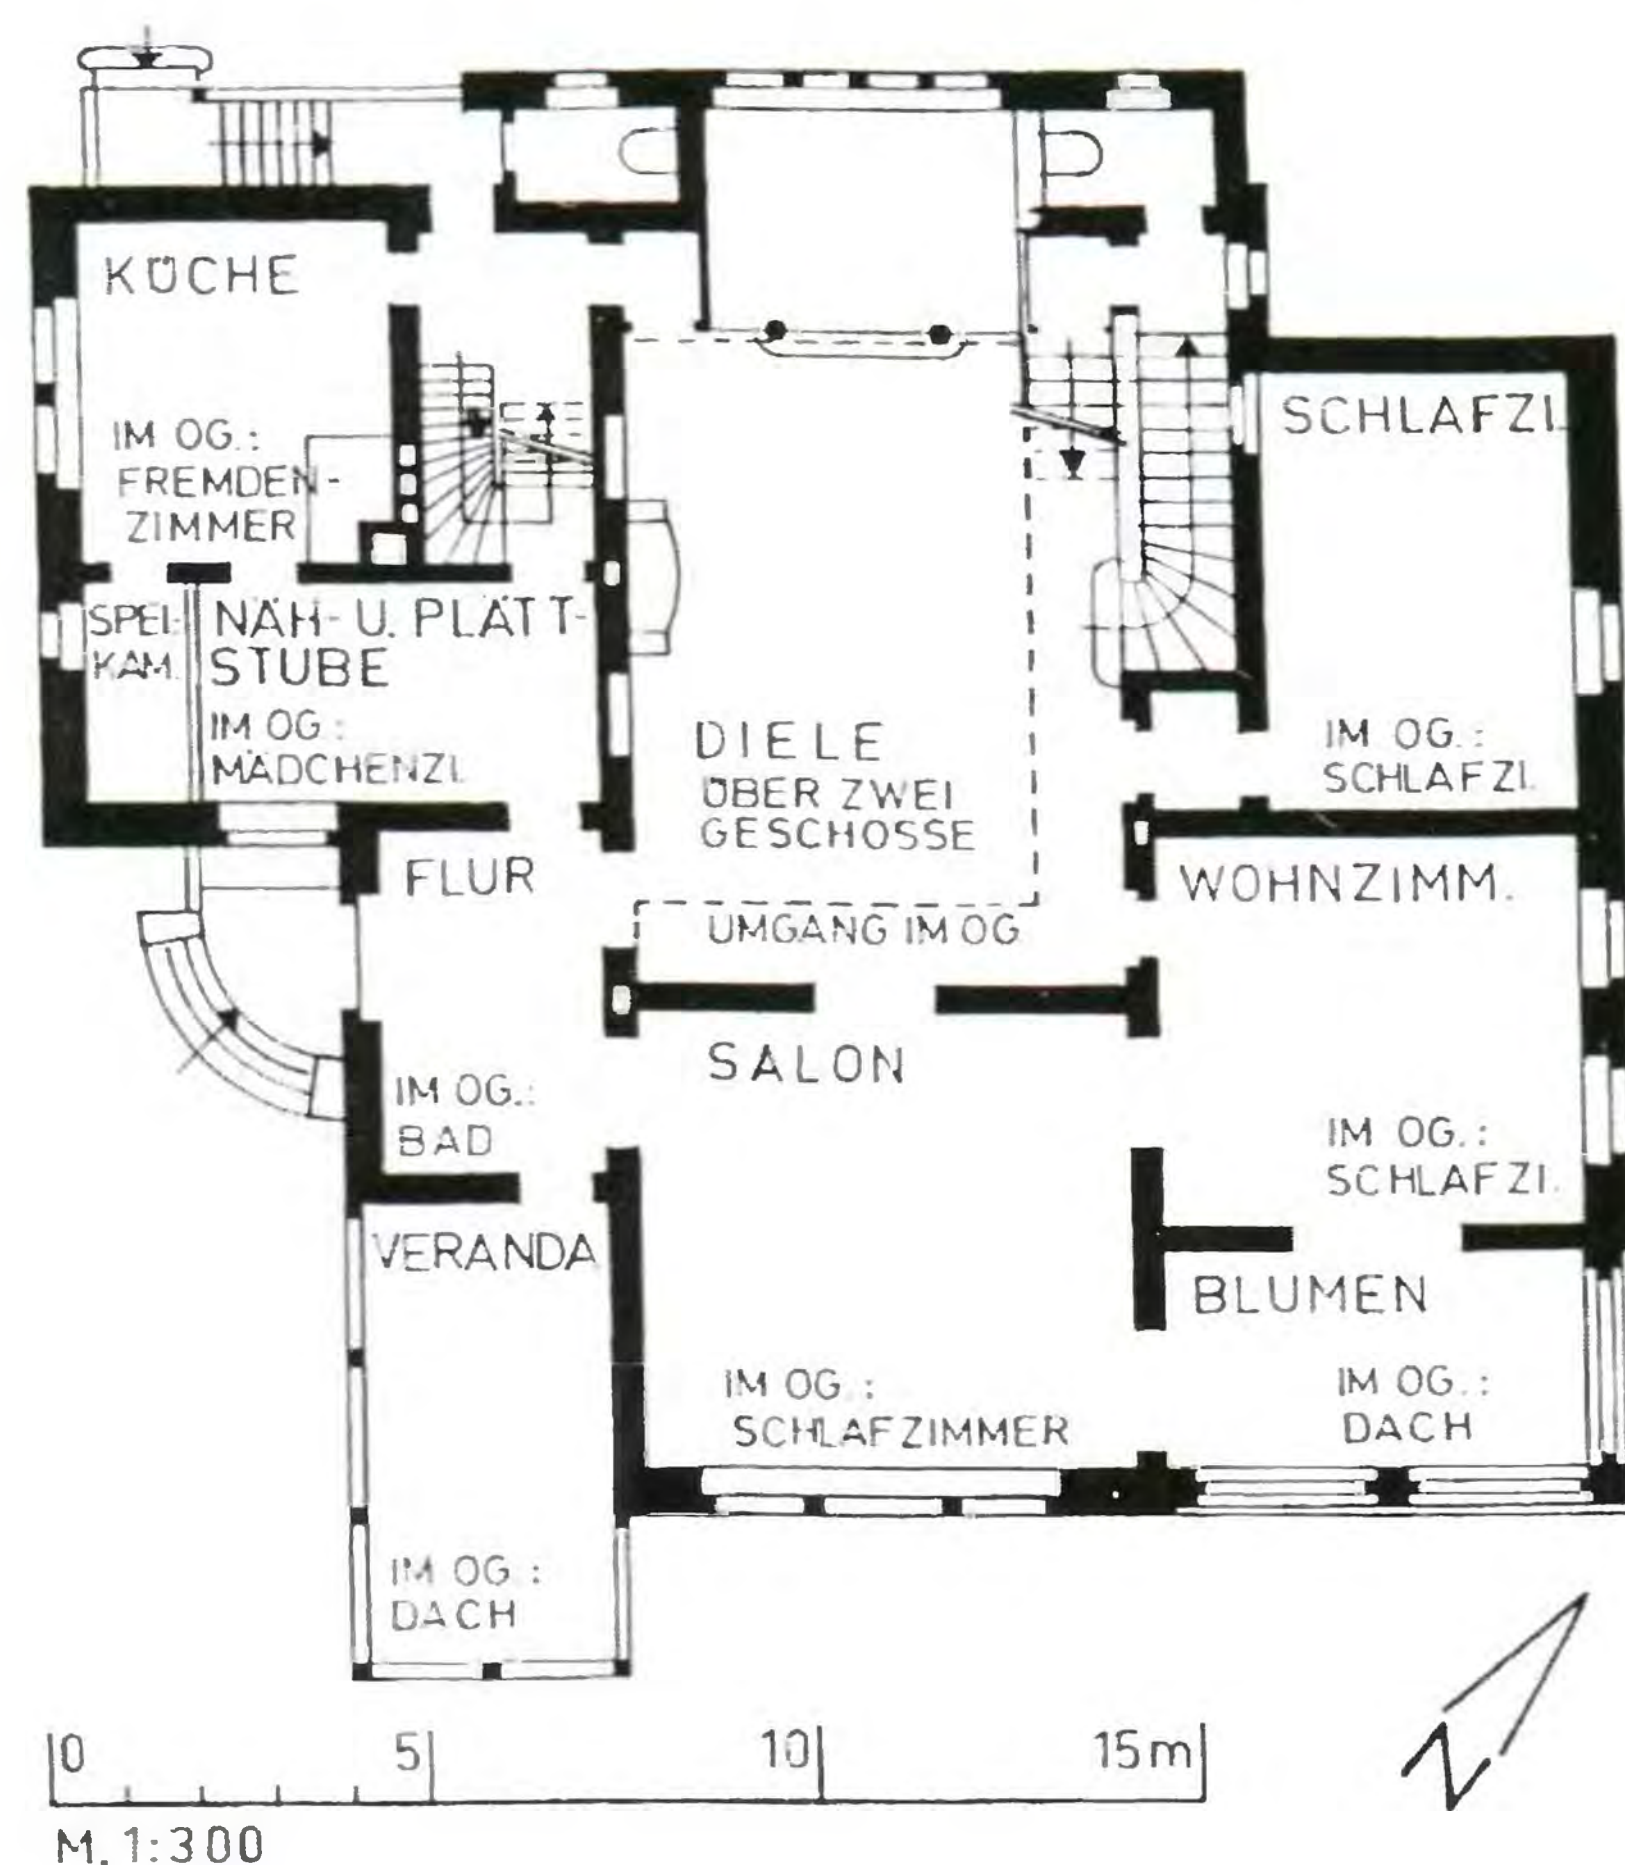 KÜCHE
IM OG.:
FREMDEN-
ZIMMER
SCHLAFZI.
SPEI-
KAM.
NÄH- U. PLÄTT-
STUBE
IM OG.:
MÄDCHENZI.
DIELE
ÜBER ZWEI
GESCHOSSE
IM OG.:
SCHLAFZI.
FLUR
WOHNZIMM.
UMGANG IM OG
SALON
IM OG.:
BAD
IM OG.:
SCHLAFZI.
VERANDA
BLUMEN
IM OG.:
SCHLAFZIMMER
IM OG.:
DACH
IM OG.:
DACH
0 5 10 15m
N
M. 1:300